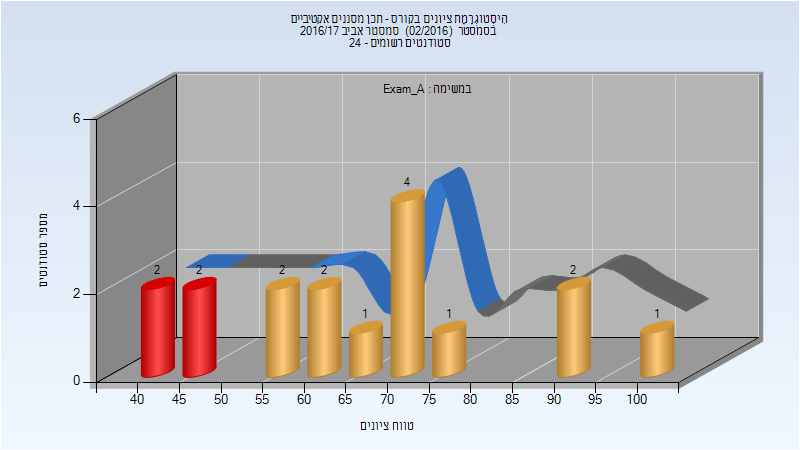 היסטוגרמת ציונים בקורס - תכן מסננים אקטיביים
בסמסטר (02/2016) סמסטר אביב 2016/17
סטודנטים רשומים - 24
במשימה : Exam_A
מספר סטודנטים
6
4
2
0
2
2
2
2
1
4
1
2
1
40 45 50 55 60 65 70 75 80 85 90 95 100
טווח ציונים